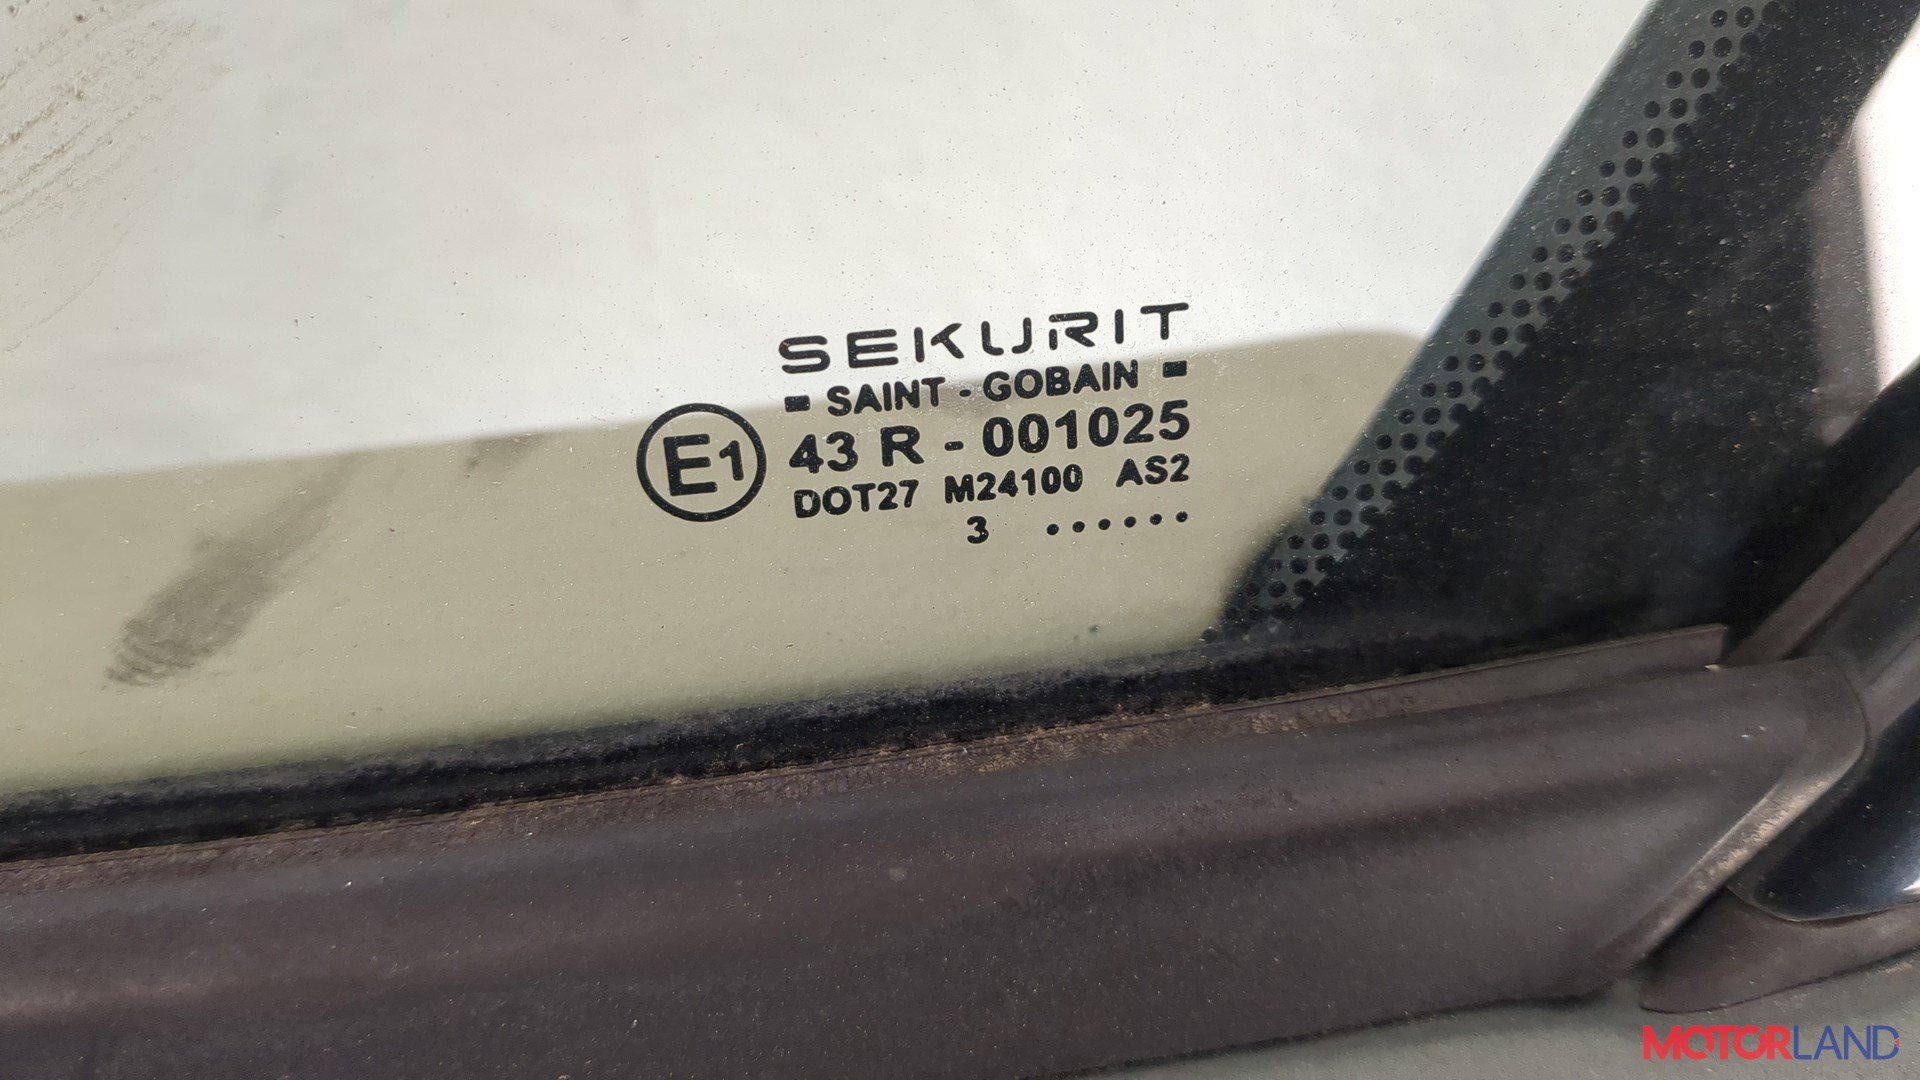 SEKURIT
SAINT - GOBAIN
E1 43 R - 001025
DOT27 M24100 AS2
3 ......
MOTORLAND